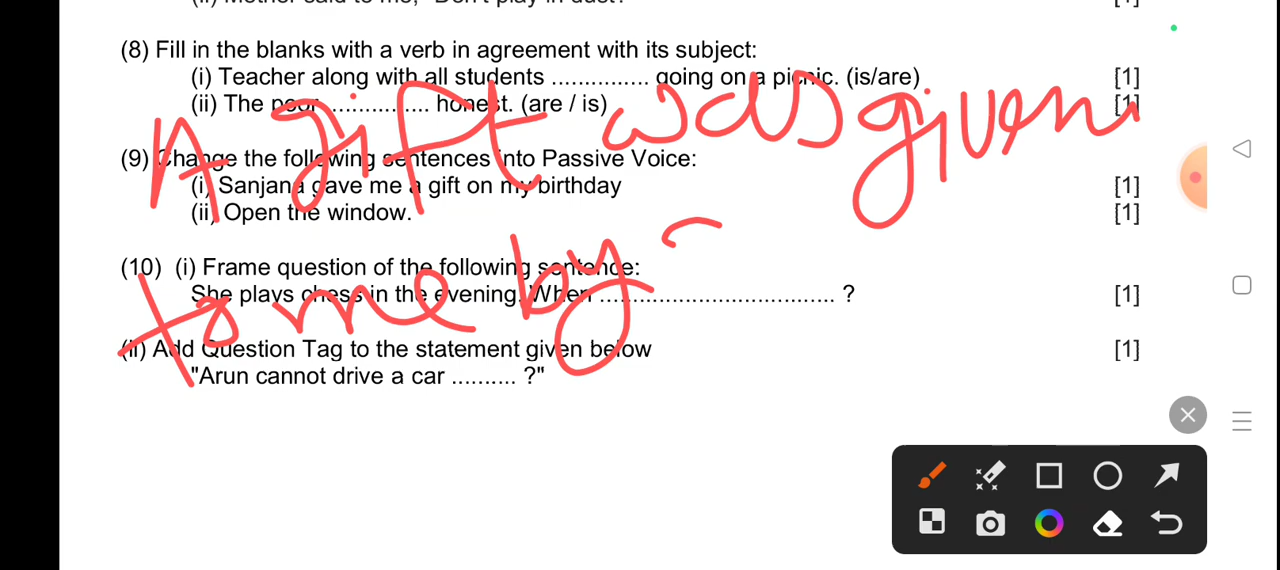 (8) Fill in the blanks with a verb in agreement with its subject:
(i) Teacher along with all students ............... going on a picnic. (is/are) [1]
(ii) The poor ............... honest. (are / is) [1]
(9) Change the following sentences into Passive Voice:
(i) Sanjana gave me a gift on my birthday [1]
(ii) Open the window. [1]
(10) (i) Frame question of the following sentence:
She plays chess in the evening. When .................................... ? [1]
(ii) Add Question Tag to the statement given below [1]
"Arun cannot drive a car .......... ?"
A gift was given
to me by